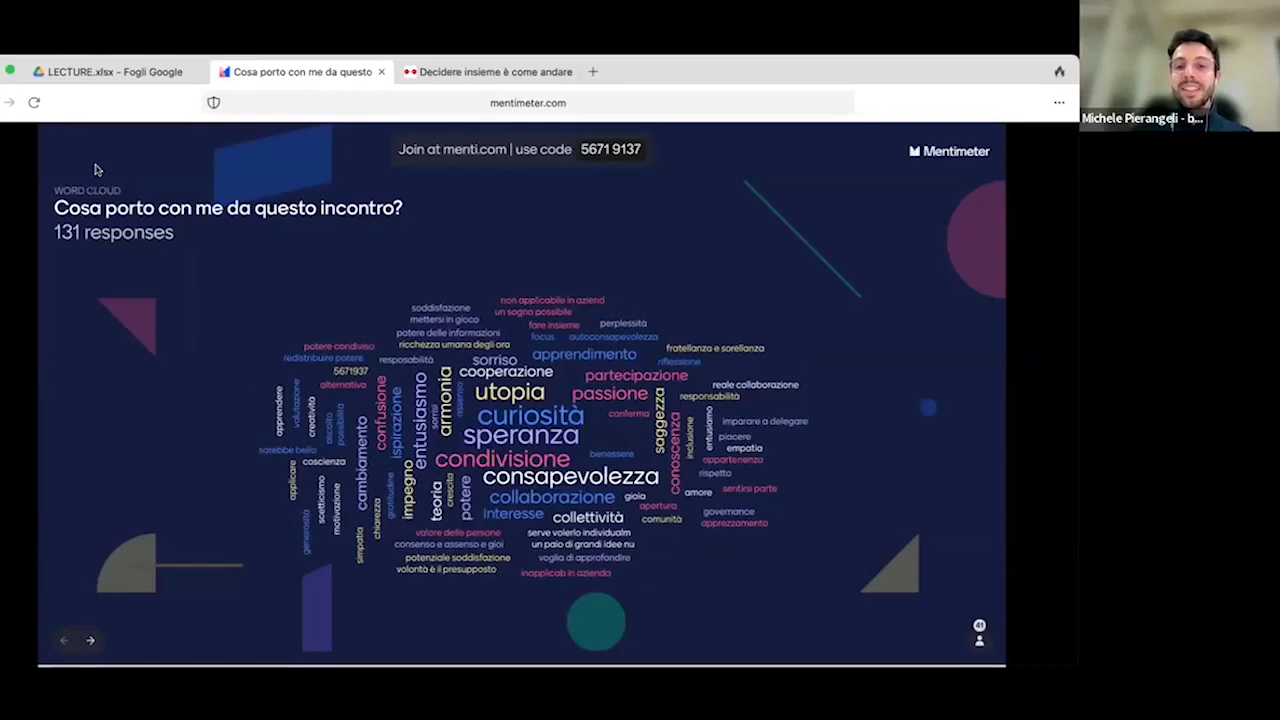 LECTURE.xlsx – Fogli Google
Cosa porto con me da questo
Decidere insieme è come andare
mentimeter.com
Michele Pierangeli - b...
Join at menti.com | use code 5671 9137
Mentimeter
WORD CLOUD
Cosa porto con me da questo incontro?
131 responses
soddisfazione
non applicabile in aziend
mettersi in gioco
un sogno possibile
potere delle informazioni
fare insieme
perplessità
potere condiviso
ricchezza umana degli ora
focus
autoconsapevolezza
redistribuire potere
resposabilità
sorriso
apprendimento
fratellanza e sorellanza
5671937
cooperazione
riflessione
alternativa
partecipazione
reale collaborazione
apprendere
valutazione
creatività
ascolto
possibilità
confusione
ispirazione
entusiasmo
sorrisi
armonia
assenso
utopia
passione
responsabilità
curiosità
conferma
saggezza
conoscenza
inclusione
entusiamo
imparare a delegare
speranza
piacere
sarebbe bello
benessere
empatia
coscienza
condivisione
appartenenza
applicare
scetticismo
motivazione
cambiamento
gratitudine
impegno
teoria
crescita
potere
consapevolezza
rispetto
collaborazione
gioia
amore
sentirsi parte
generosità
simpatia
chiarezza
interesse
collettività
apertura
comunità
governance
apprezzamento
valore delle persone
serve volerlo individualm
consenso e assenso e gioi
un paio di grandi idee nu
potenziale soddisfazione
voglia di approfondire
volontà è il presupposto
inapplicab in azienda
41